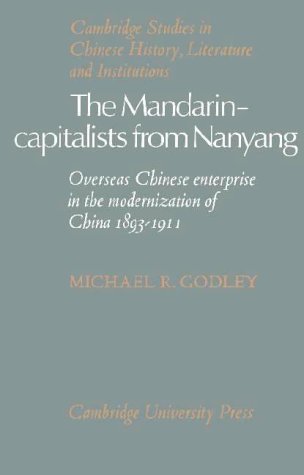 Cambridge Studies in
Chinese History, Literature
and Institutions
The Mandarin-
capitalists from Nanyang
Overseas Chinese enterprise
in the modernization of
China 1893-1911
MICHAEL R. GODLEY
Cambridge University Press